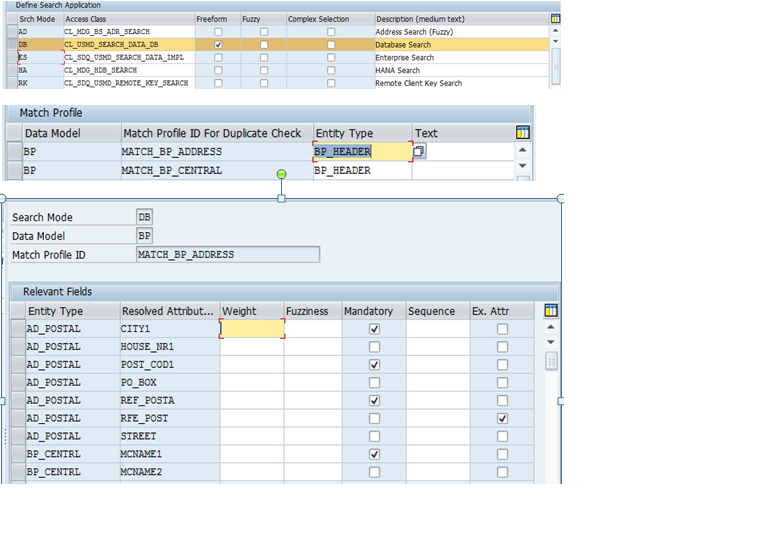 Define Search Application
Srch Mode Access Class Freeform Fuzzy Complex Selection Description (medium text)
AD CL_MDG_BS_ADR_SEARCH Address Search (Fuzzy)
DB CL_USMD_SEARCH_DATA_DB Database Search
ES CL_SDQ_USMD_SEARCH_DATA_IMPL Enterprise Search
HA CL_MDG_HDB_SEARCH HANA Search
RK CL_SDQ_USMD_REMOTE_KEY_SEARCH Remote Client Key Search
Match Profile
Data Model Match Profile ID For Duplicate Check Entity Type Text
BP MATCH_BP_ADDRESS BP_HEADER
BP MATCH_BP_CENTRAL BP_HEADER
Search Mode DB
Data Model BP
Match Profile ID MATCH_BP_ADDRESS
Relevant Fields
Entity Type Resolved Attribut... Weight Fuzziness Mandatory Sequence Ex. Attr
AD_POSTAL CITY1
AD_POSTAL HOUSE_NR1
AD_POSTAL POST_COD1
AD_POSTAL PO_BOX
AD_POSTAL REF_POSTA
AD_POSTAL RFE_POST
AD_POSTAL STREET
BP_CENTRL MCNAME1
BP_CENTRL MCNAME2